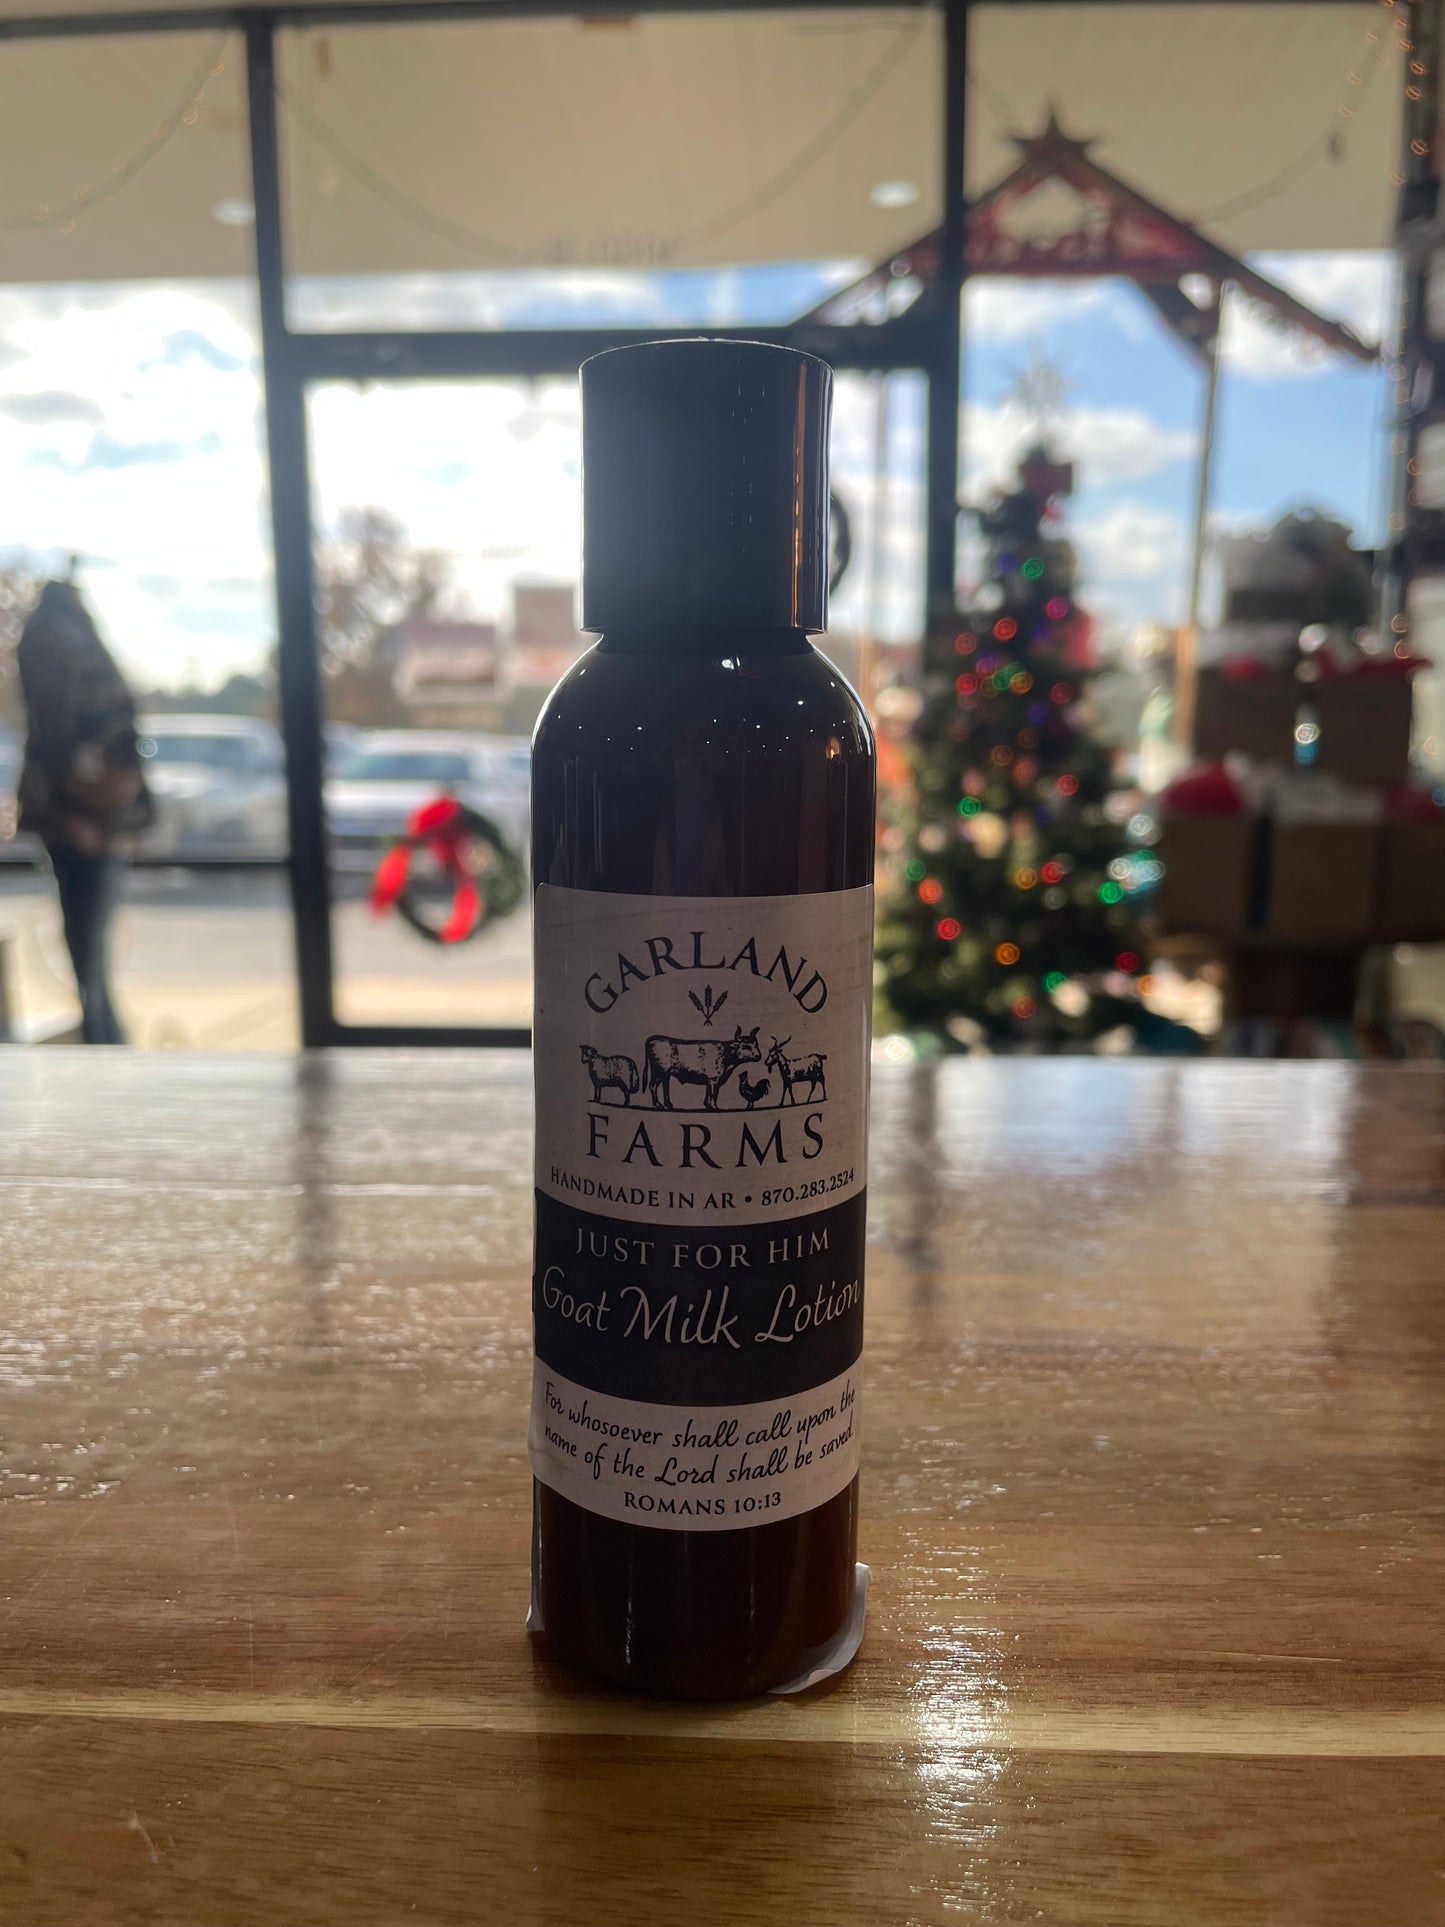 GARLAND
FARMS
HANDMADE IN AR • 870.283.2524
JUST FOR HIM
Goat Milk Lotion
For whosoever shall call upon the
name of the Lord shall be saved.
ROMANS 10:13